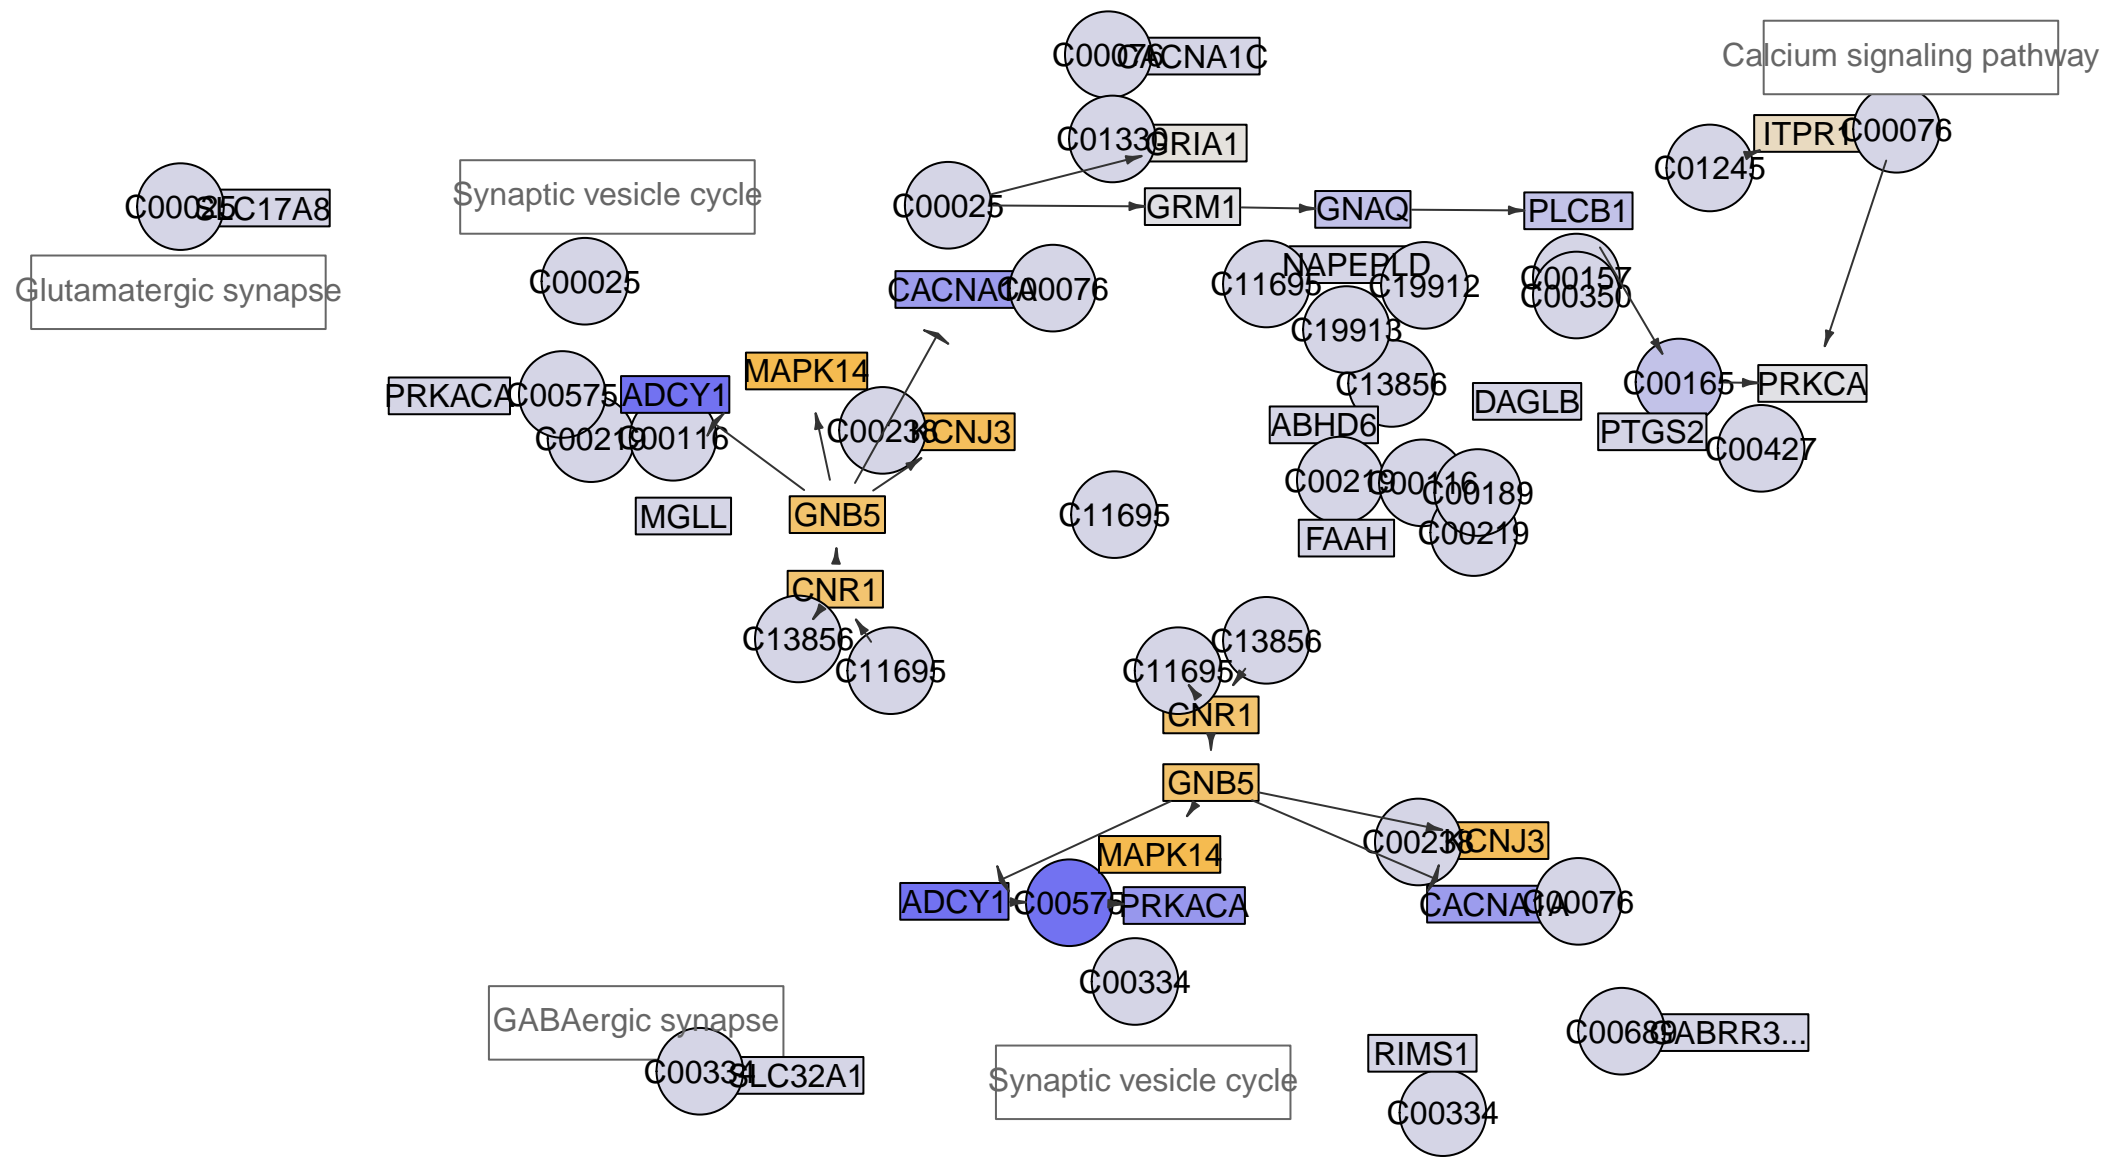 C00076
CACNA1C
Calcium signaling pathway
C01330
GRIA1
ITPR1
C00076
C01245
Synaptic vesicle cycle
C00025
SLC17A8
C00025
GRM1
GNAQ
PLCB1
Glutamatergic synapse
C00025
CACNA1A
C00076
C11695
NAPEPLD
C19912
C00157
C00350
C19913
MAPK14
C13856
PRKACA
C00575
ADCY1
DAGLB
C00165
PRKCA
C00219
C00116
C00238
KCNJ3
ABHD6
PTGS2
C00427
MGLL
GNB5
C11695
C00219
C00116
C00189
FAAH
C00219
CNR1
C13856
C11695
C13856
C11695
CNR1
GNB5
MAPK14
C00238
KCNJ3
ADCY1
C00575
PRKACA
CACNA1A
C00076
C00334
GABAergic synapse
C00334
SLC32A1
Synaptic vesicle cycle
RIMS1
C00334
C00689
GABRR3...